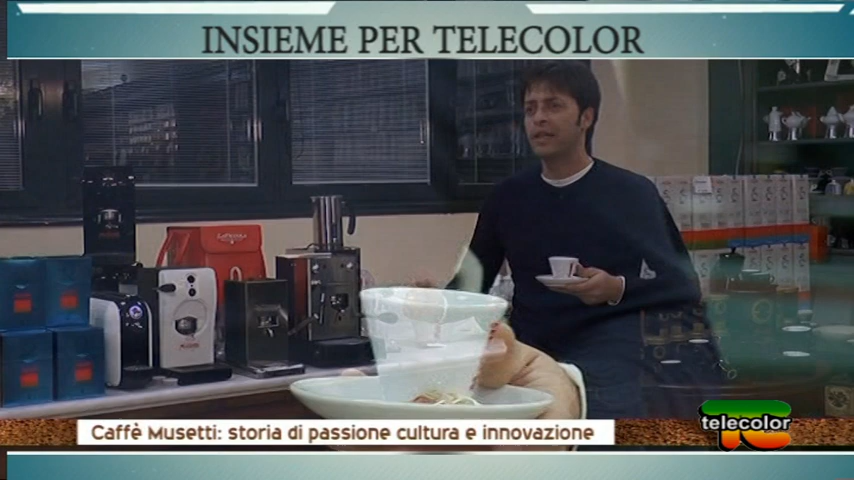 INSIEME PER TELECOLOR
Caffè Musetti: storia di passione cultura e innovazione
telecolor